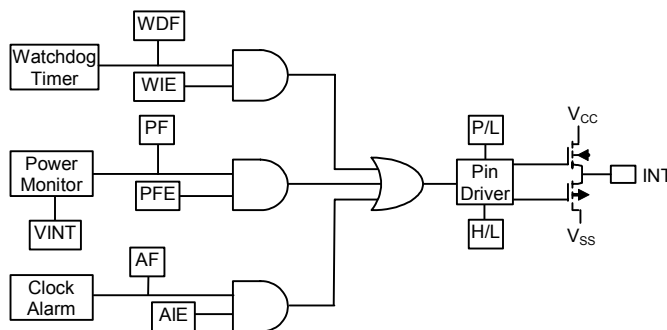 WDF
Watchdog
Timer
WIE
PF
Power
Monitor
PFE
VINT
AF
Clock
Alarm
AIE
P/L
Pin
Driver
H/L
VCC
INT
VSS